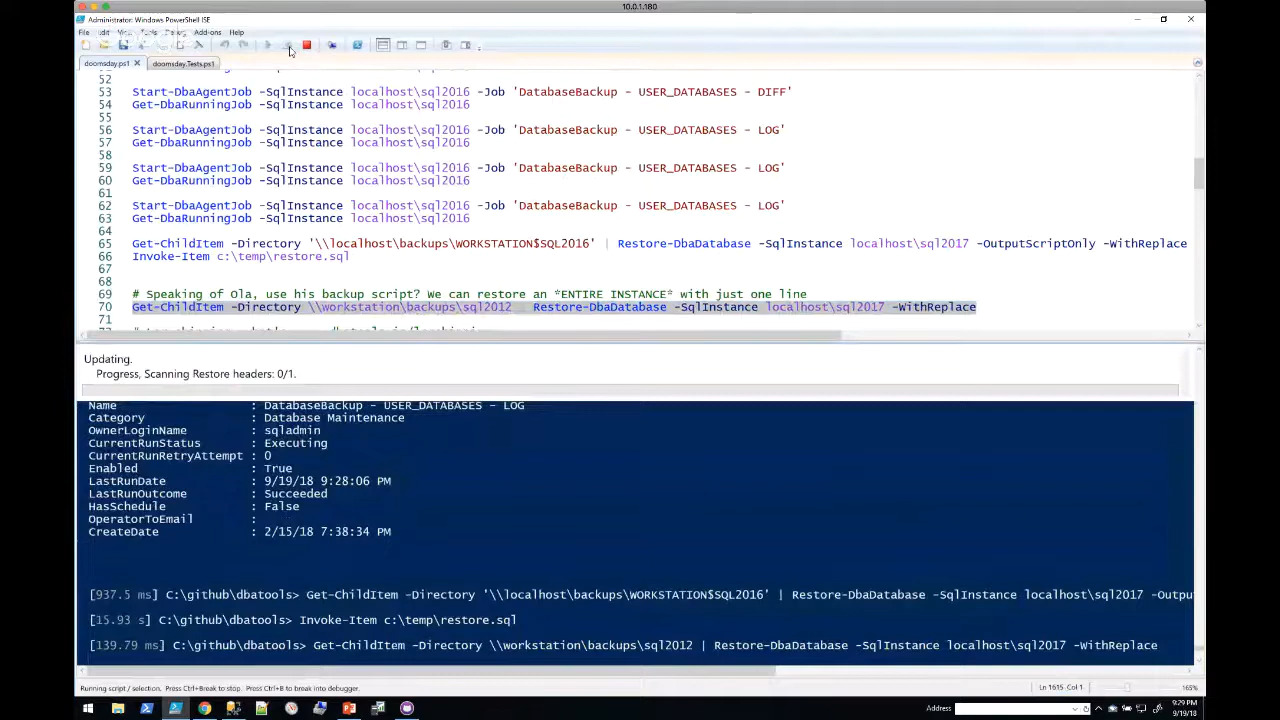 10.0.1.180
Administrator: Windows PowerShell ISE
File Edit View Tools Debug Add-ons Help
doomsday.ps1 doomsday.Tests.ps1
52
53 Start-DbaAgentJob -SqlInstance localhost\sql2016 -Job 'DatabaseBackup - USER_DATABASES - DIFF'
54 Get-DbaRunningJob -SqlInstance localhost\sql2016
55
56 Start-DbaAgentJob -SqlInstance localhost\sql2016 -Job 'DatabaseBackup - USER_DATABASES - LOG'
57 Get-DbaRunningJob -SqlInstance localhost\sql2016
58
59 Start-DbaAgentJob -SqlInstance localhost\sql2016 -Job 'DatabaseBackup - USER_DATABASES - LOG'
60 Get-DbaRunningJob -SqlInstance localhost\sql2016
61
62 Start-DbaAgentJob -SqlInstance localhost\sql2016 -Job 'DatabaseBackup - USER_DATABASES - LOG'
63 Get-DbaRunningJob -SqlInstance localhost\sql2016
64
65 Get-ChildItem -Directory '\\localhost\backups\WORKSTATION$SQL2016' | Restore-DbaDatabase -SqlInstance localhost\sql2017 -OutputScriptOnly -WithReplace
66 Invoke-Item c:\temp\restore.sql
67
68
69 # Speaking of Ola, use his backup script? We can restore an *ENTIRE INSTANCE* with just one line
70 Get-ChildItem -Directory \\workstation\backups\sql2012 Restore-DbaDatabase -SqlInstance localhost\sql2017 -WithReplace
71
Updating.
Progress, Scanning Restore headers: 0/1.
Name : DatabaseBackup - USER_DATABASES - LOG
Category : Database Maintenance
OwnerLoginName : sqladmin
CurrentRunStatus : Executing
CurrentRunRetryAttempt : 0
Enabled : True
LastRunDate : 9/19/18 9:28:06 PM
LastRunOutcome : Succeeded
HasSchedule : False
OperatorToEmail :
CreateDate : 2/15/18 7:38:34 PM
[937.5 ms] C:\github\dbatools> Get-ChildItem -Directory '\\localhost\backups\WORKSTATION$SQL2016' | Restore-DbaDatabase -SqlInstance localhost\sql2017 -Outpu
[15.93 s] C:\github\dbatools> Invoke-Item c:\temp\restore.sql
[139.79 ms] C:\github\dbatools> Get-ChildItem -Directory \\workstation\backups\sql2012 | Restore-DbaDatabase -SqlInstance localhost\sql2017 -WithReplace
Running script / selection. Press Ctrl+Break to stop. Press Ctrl+B to break into debugger. Ln 1615 Col 1 165%
Address 9:29 PM
9/19/18